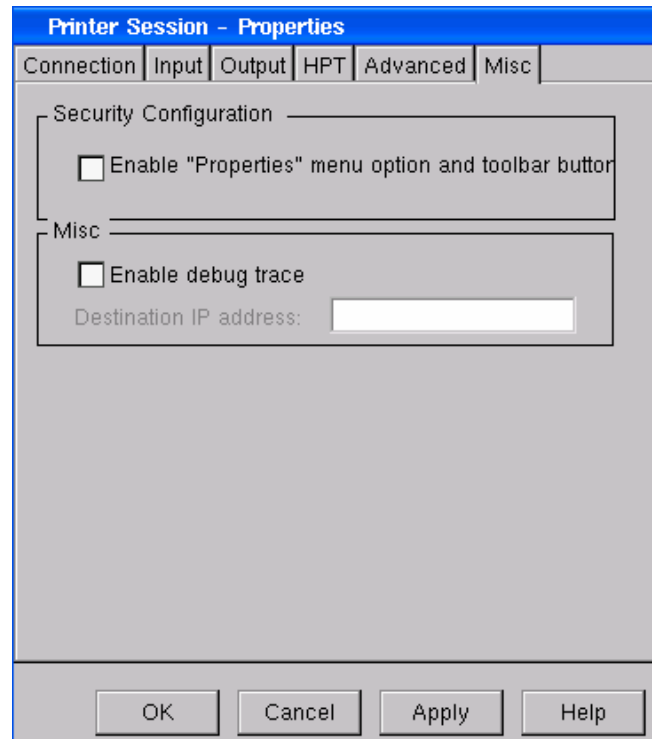 Printer Session - Properties
Connection Input Output HPT Advanced Misc
Security Configuration
Enable "Properties" menu option and toolbar button
Misc
Enable debug trace
Destination IP address:
OK Cancel Apply Help